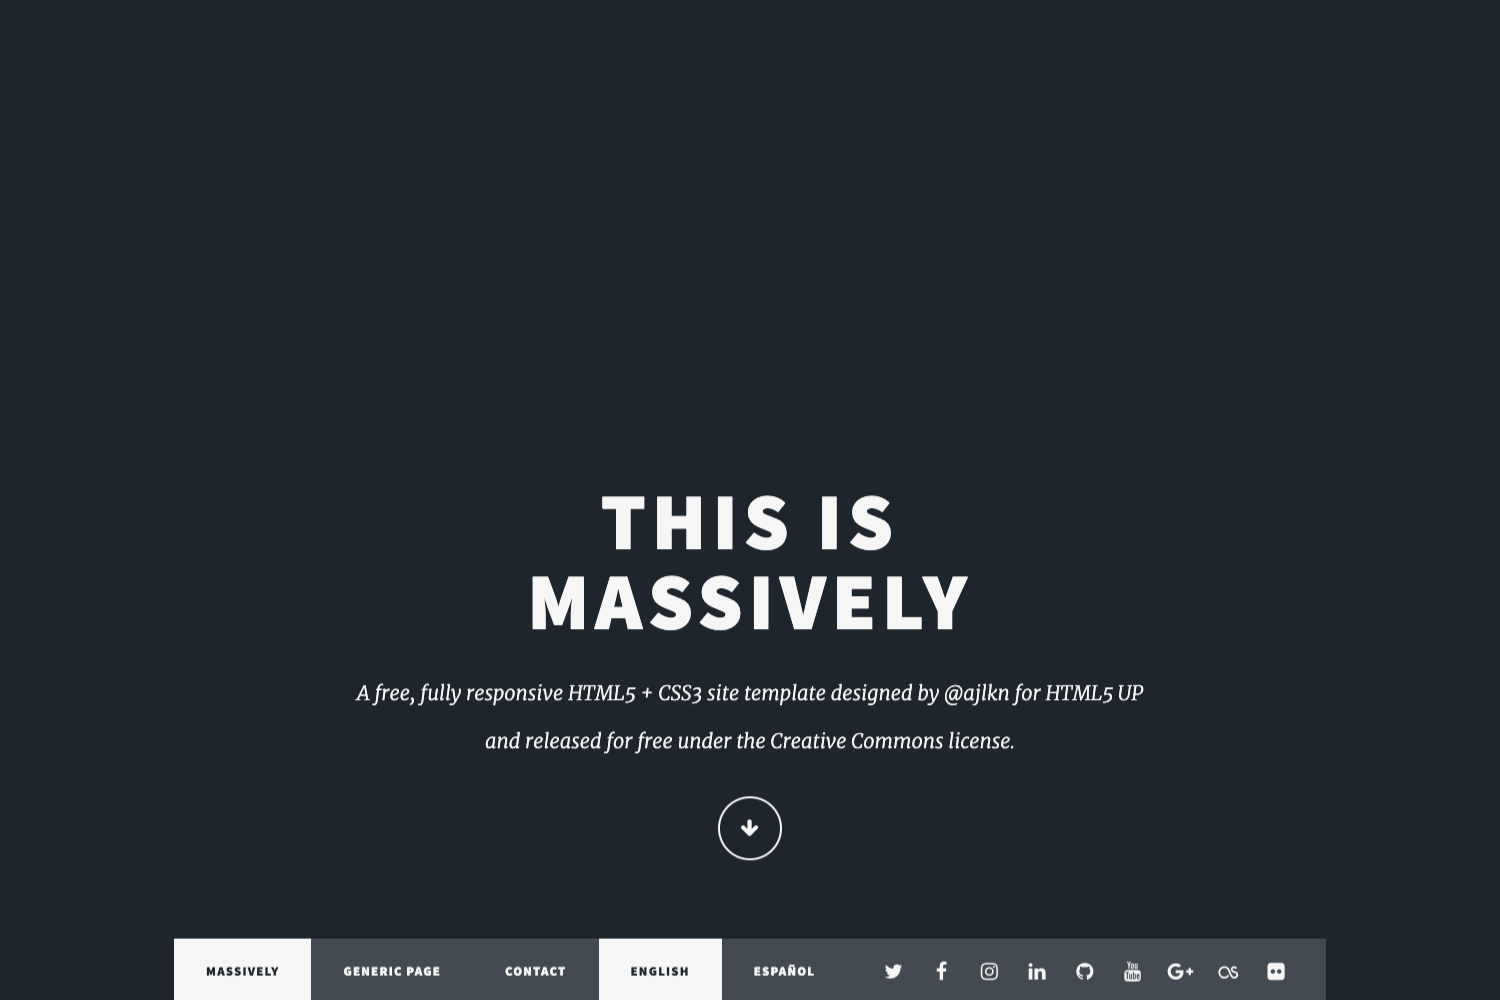 THIS IS
MASSIVELY
A free, fully responsive HTML5 + CSS3 site template designed by @ajlkn for HTML5 UP
and released for free under the Creative Commons license.
MASSIVELY GENERIC PAGE CONTACT ENGLISH ESPAÑOL